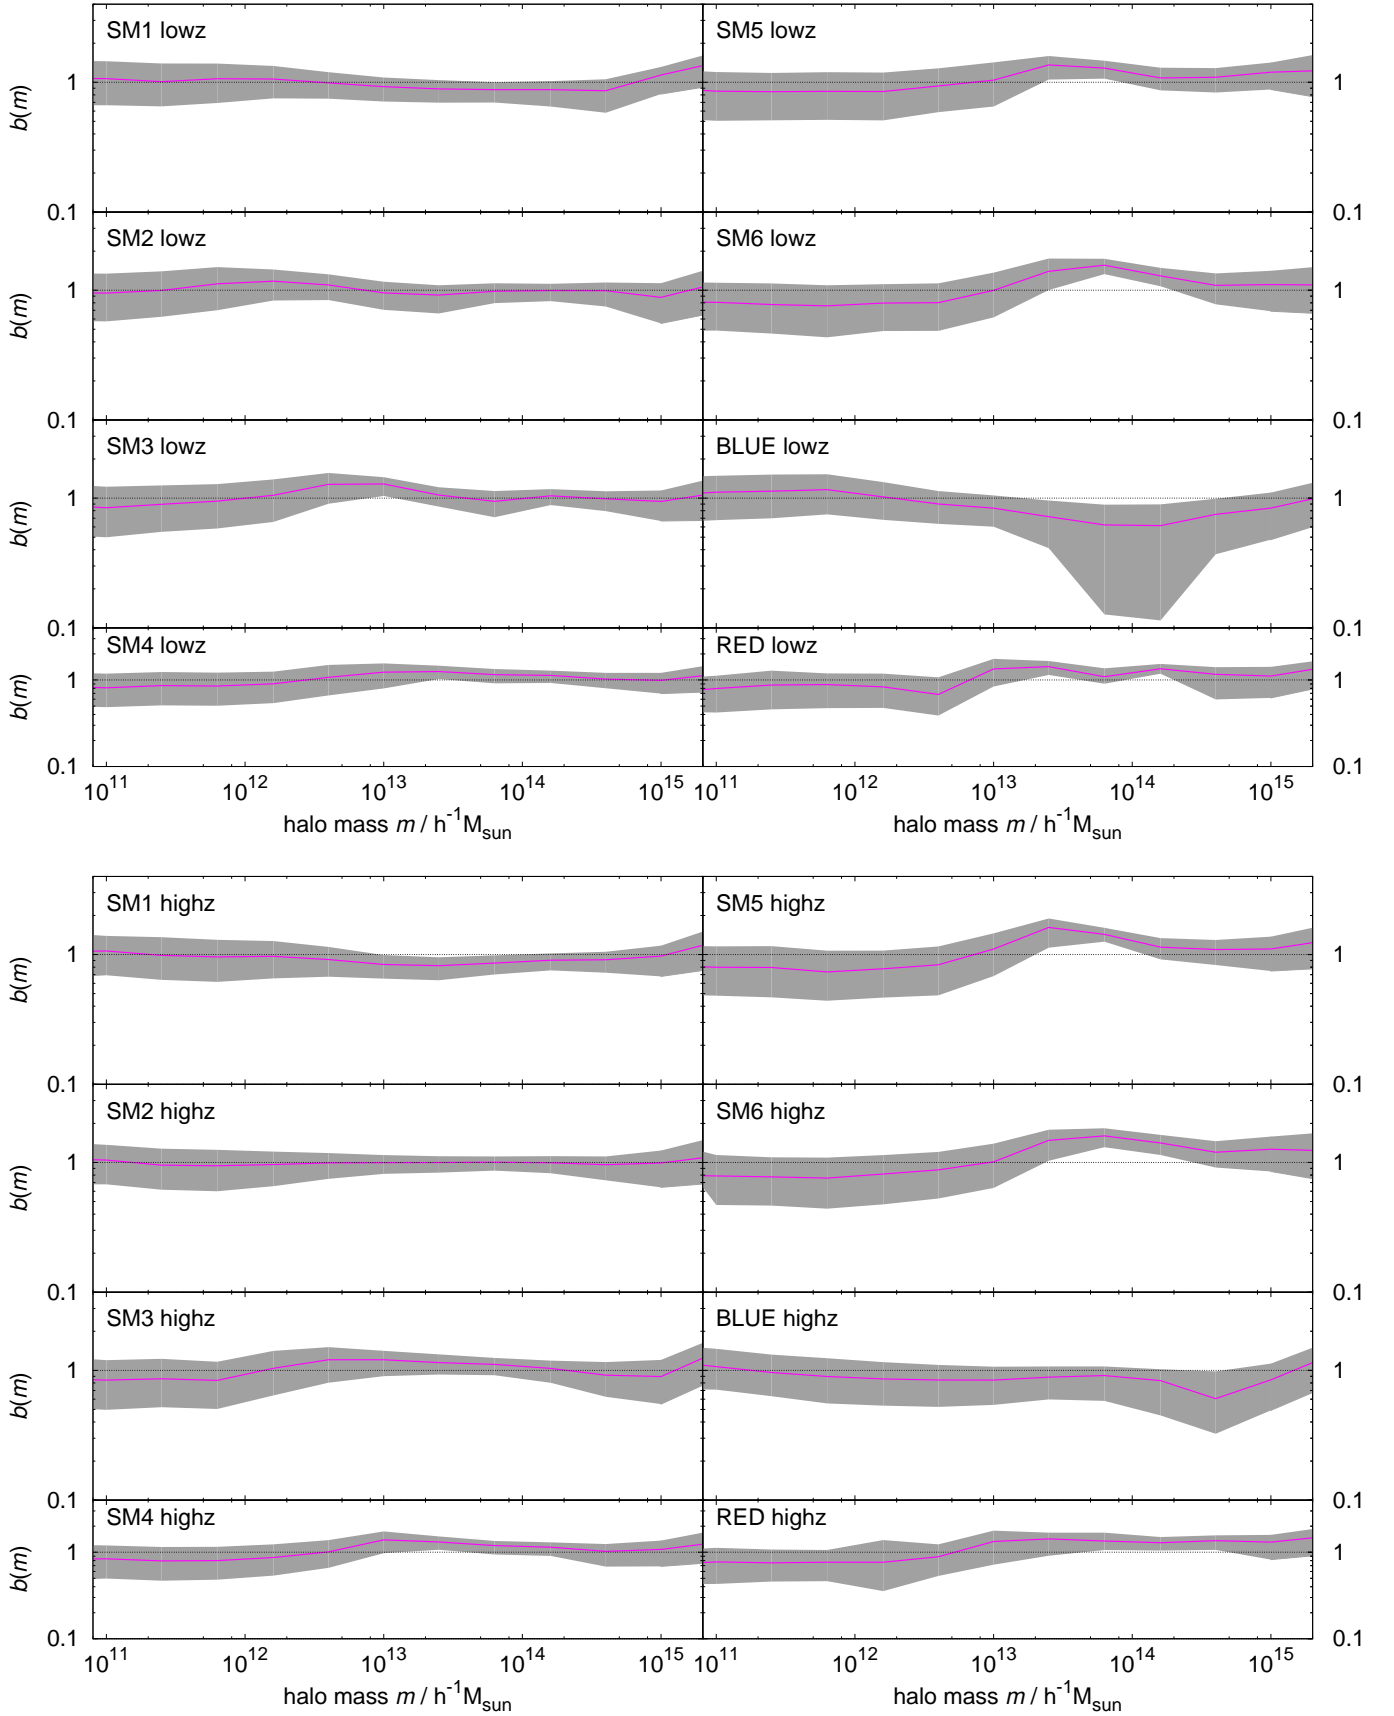 SM1 lowz
SM5 lowz
b(m)
1
1
0.1
0.1
SM2 lowz
SM6 lowz
b(m)
1
1
0.1
0.1
SM3 lowz
BLUE lowz
b(m)
1
1
0.1
0.1
SM4 lowz
RED lowz
b(m)
1
1
0.1
0.1
10^11 10^12 10^13 10^14 10^15
10^11 10^12 10^13 10^14 10^15
halo mass m / h^-1M_sun
halo mass m / h^-1M_sun
SM1 highz
SM5 highz
b(m)
1
1
0.1
0.1
SM2 highz
SM6 highz
b(m)
1
1
0.1
0.1
SM3 highz
BLUE highz
b(m)
1
1
0.1
0.1
SM4 highz
RED highz
b(m)
1
1
0.1
0.1
10^11 10^12 10^13 10^14 10^15
10^11 10^12 10^13 10^14 10^15
halo mass m / h^-1M_sun
halo mass m / h^-1M_sun